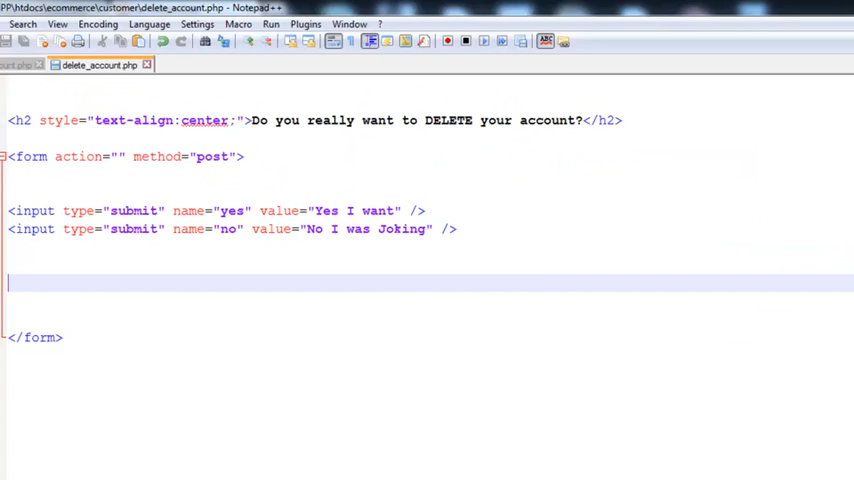 PP\htdocs\ecommerce\customer\delete_account.php - Notepad++
Search View Encoding Language Settings Macro Run Plugins Window ?
ount.php delete_account.php
<h2 style="text-align:center;">Do you really want to DELETE your account?</h2>
<form action="" method="post">
<input type="submit" name="yes" value="Yes I want" />
<input type="submit" name="no" value="No I was Joking" />
</form>